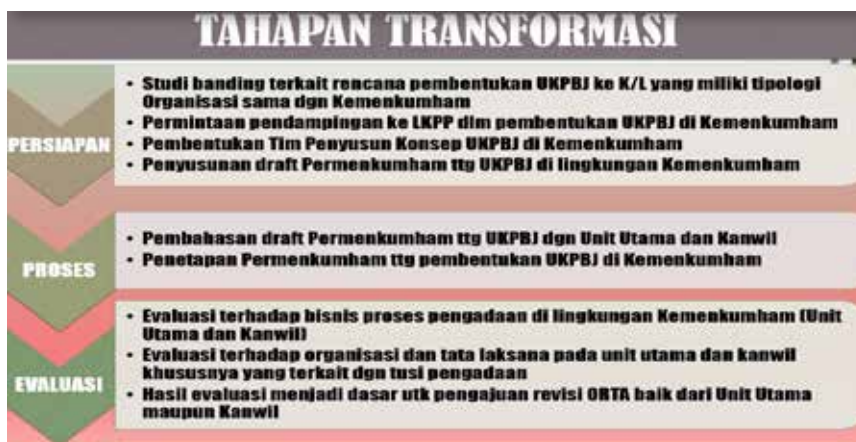 TAHAPAN TRANSFORMASI
PERSIAPAN
• Studi banding terkait rencana pembentukan UKPBJ ke K/L yang miliki tipologi
Organisasi sama dgn Kemenkumham
• Permintaan pendampingan ke LKPP dlm pembentukan UKPBJ di Kemenkumham
• Pembentukan Tim Penyusun Konsep UKPBJ di Kemenkumham
• Penyusunan draft Permenkumham ttg UKPBJ di lingkungan Kemenkumham
PROSES
• Pembahasan draft Permenkumham ttg UKPBJ dgn Unit Utama dan Kanwil
• Penetapan Permenkumham ttg pembentukan UKPBJ di Kemenkumham
EVALUASI
• Evaluasi terhadap bisnis proses pengadaan di lingkungan Kemenkumham (Unit
Utama dan Kanwil)
• Evaluasi terhadap organisasi dan tata laksana pada unit utama dan kanwil
khususnya yang terkait dgn tusi pengadaan
• Hasil evaluasi menjadi dasar utk pengajuan revisi ORTA baik dari Unit Utama
maupun Kanwil